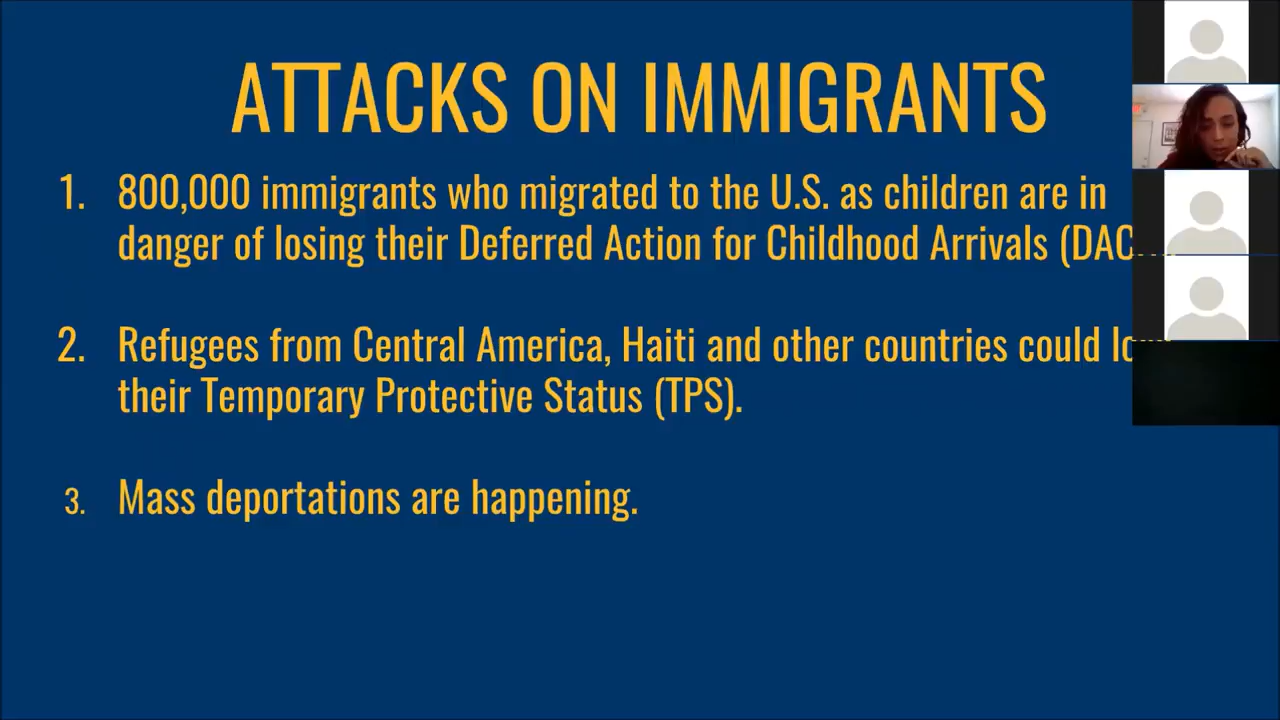 ATTACKS ON IMMIGRANTS
1. 800,000 immigrants who migrated to the U.S. as children are in
danger of losing their Deferred Action for Childhood Arrivals (DAC
2. Refugees from Central America, Haiti and other countries could lo
their Temporary Protective Status (TPS).
3. Mass deportations are happening.